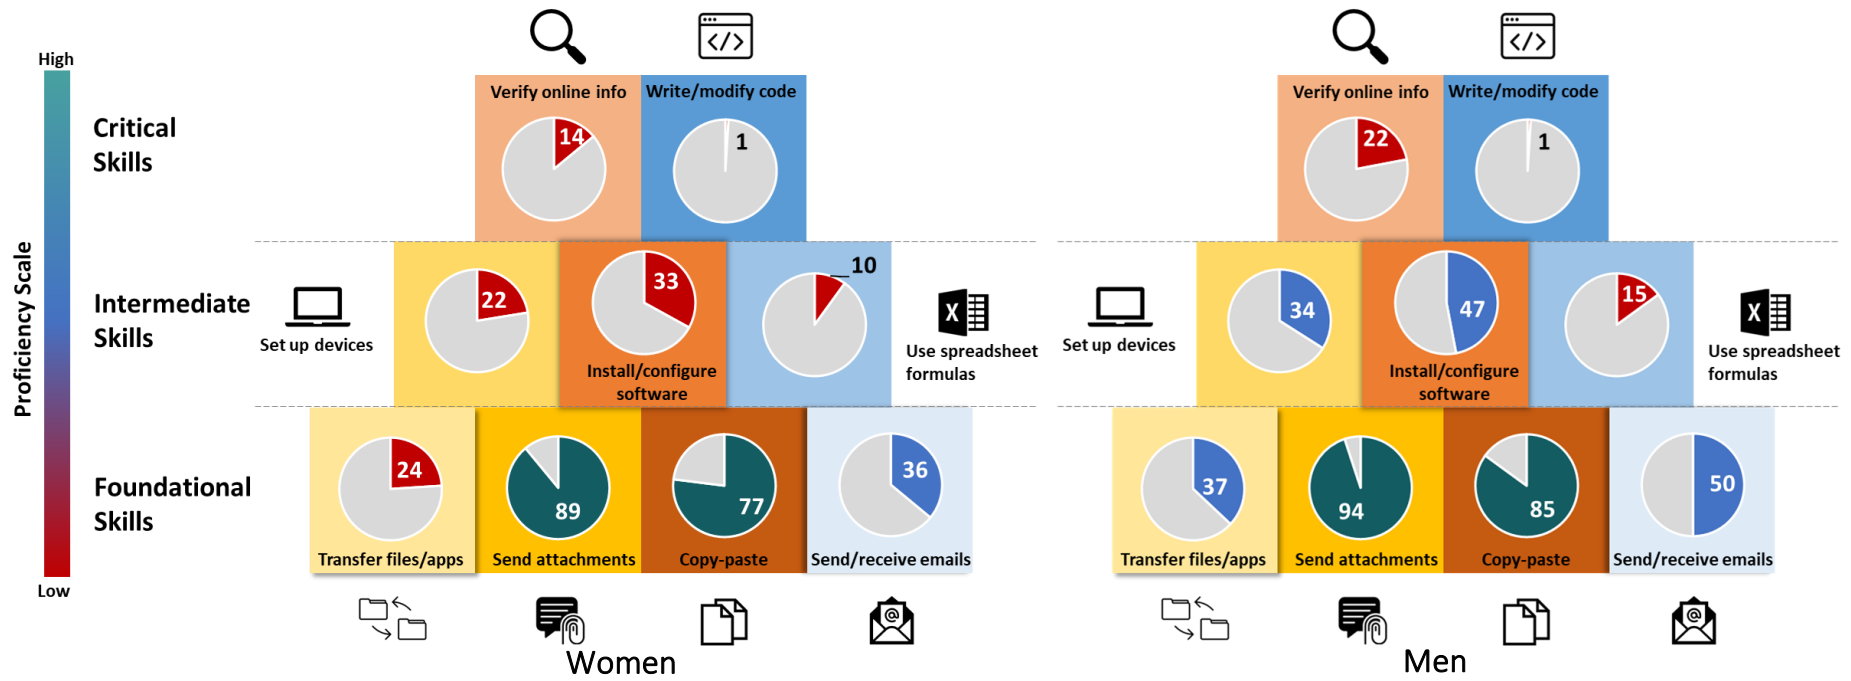 High
Proficiency Scale
Low
Critical
Skills
Intermediate
Skills
Foundational
Skills
Verify online info
Write/modify code
14
1
22
33
10
Set up devices
Install/configure
software
X
Use spreadsheet
formulas
24
89
77
36
Transfer files/apps
Send attachments
Copy-paste
Send/receive emails
@
Women
Verify online info
Write/modify code
</>
22
1
34
47
15
Set up devices
Install/configure
software
X
Use spreadsheet
formulas
37
94
85
50
Transfer files/apps
Send attachments
Copy-paste
Send/receive emails
@
Men